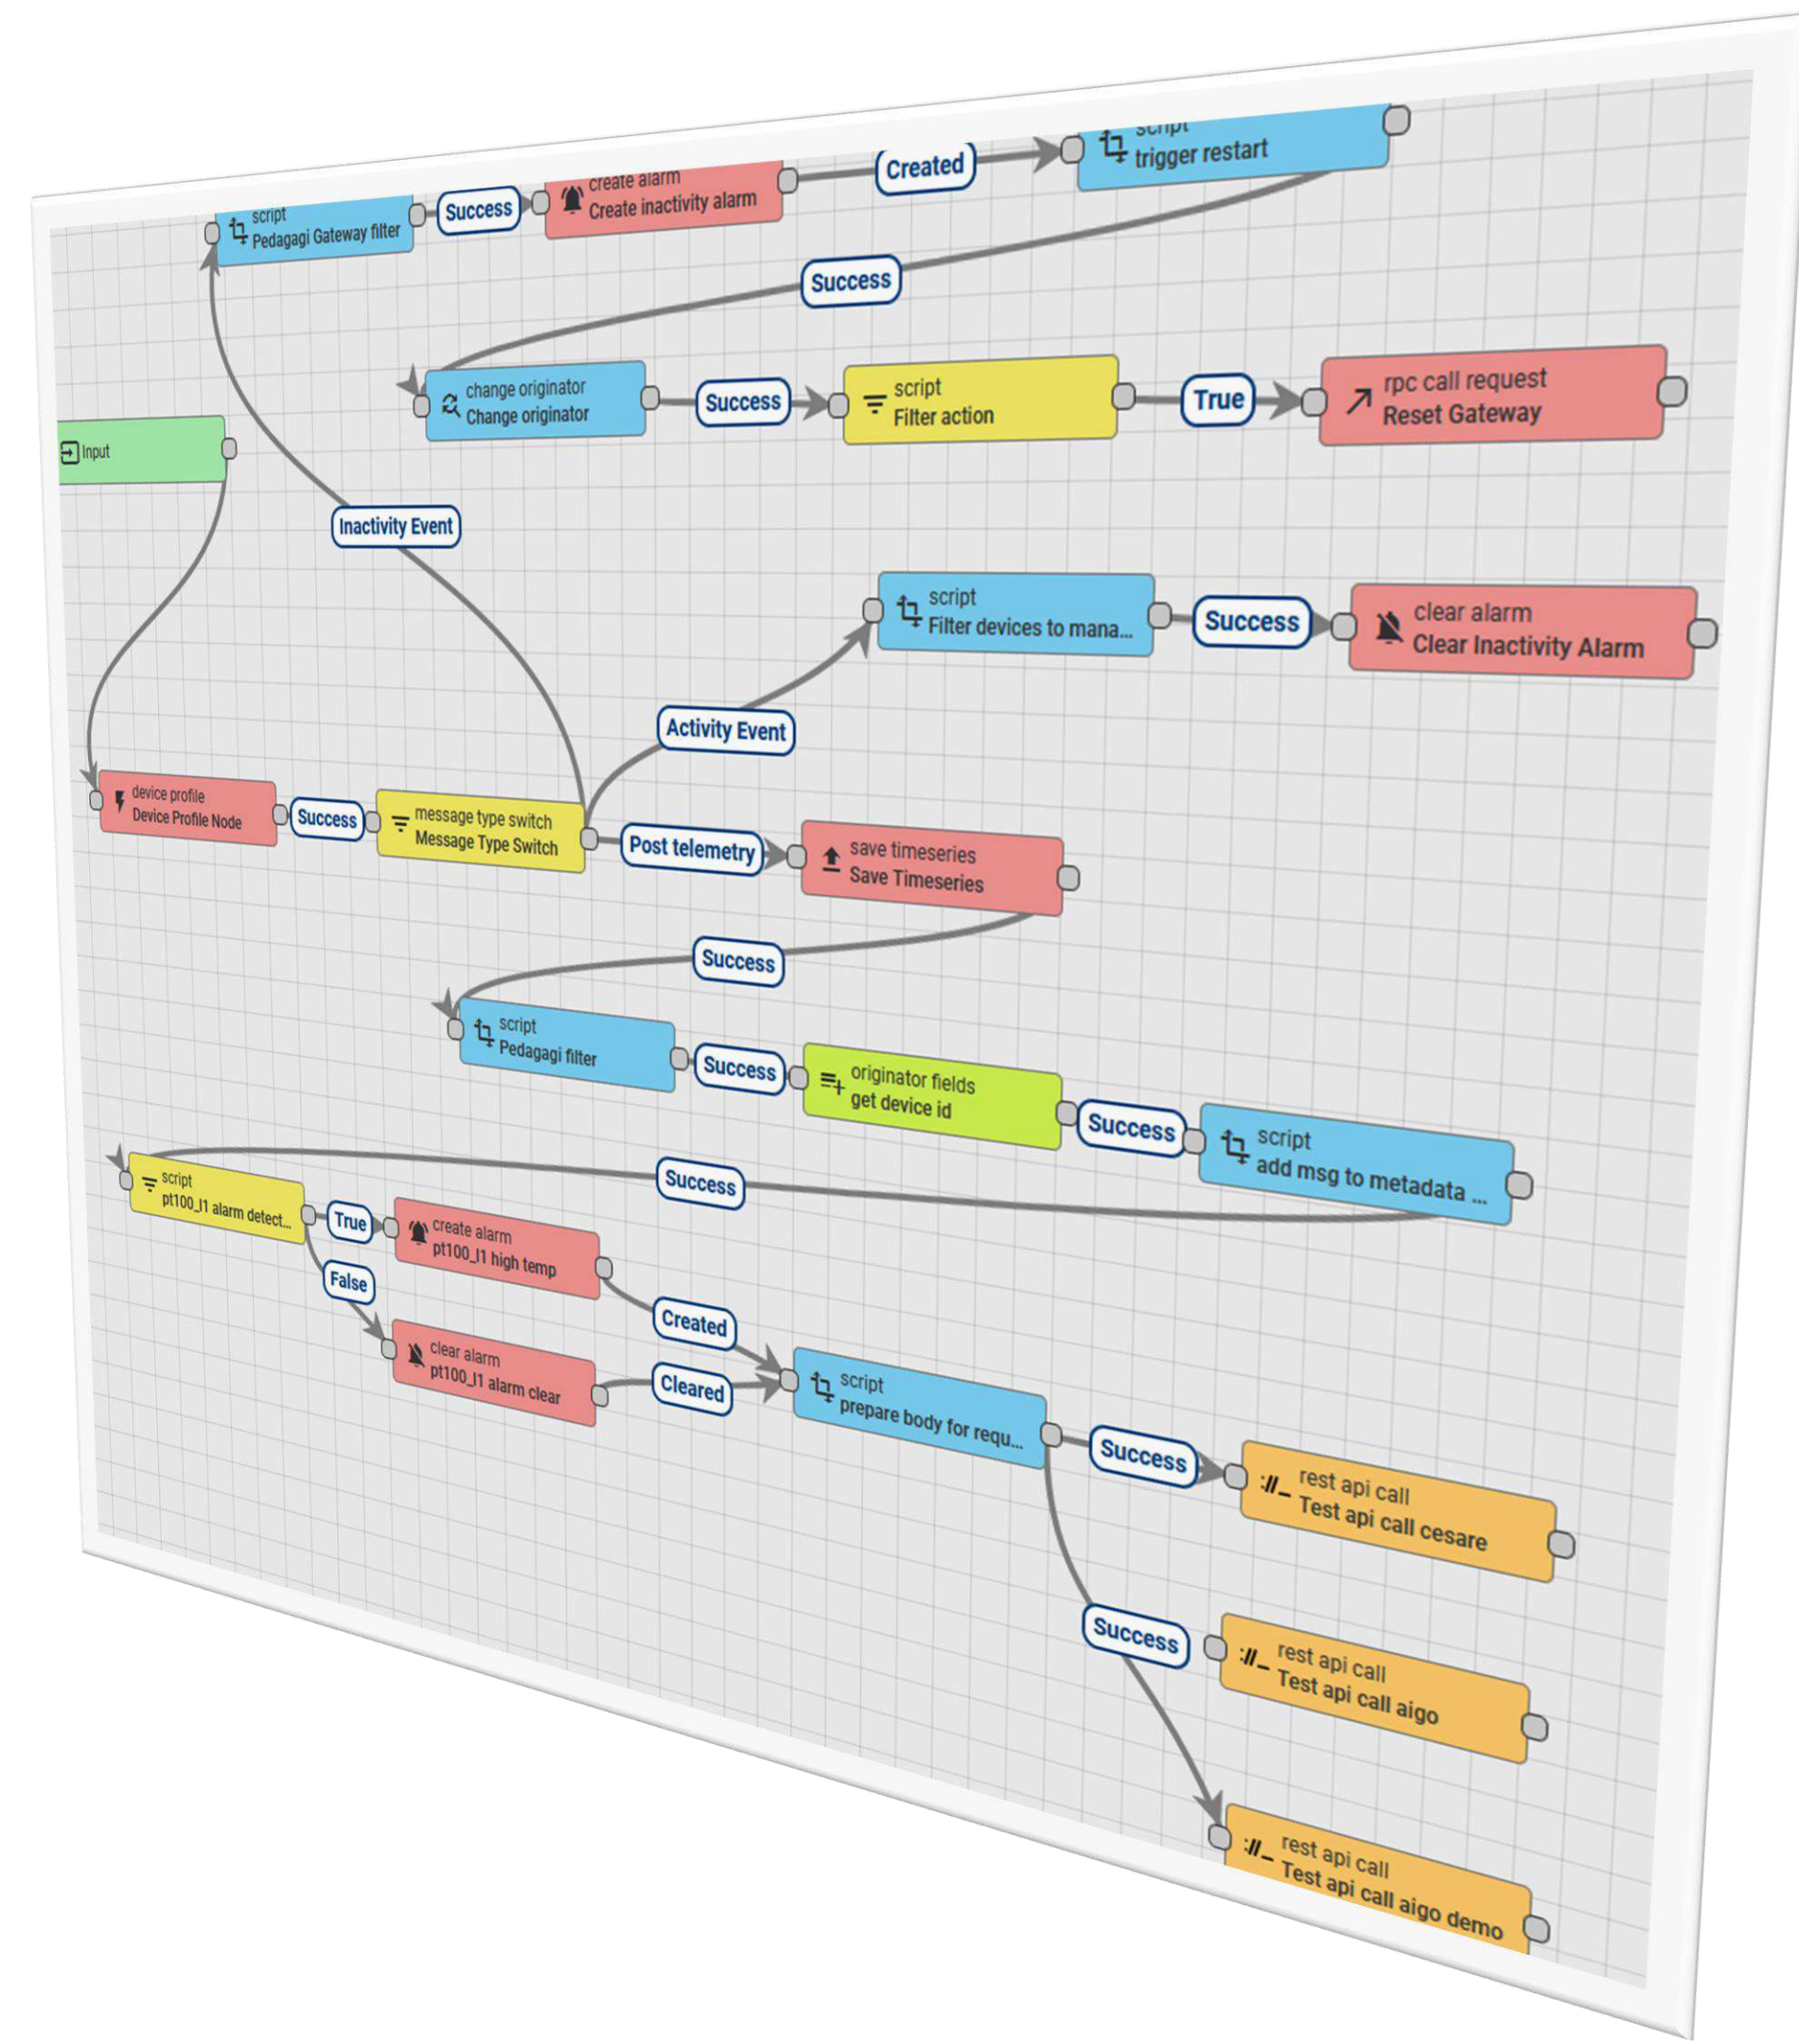 script
Pedagagi Gateway filter
Success
create alarm
Create inactivity alarm
Created
script
trigger restart
Success
change originator
Change originator
Success
script
Filter action
True
rpc call request
Reset Gateway
Input
Inactivity Event
script
Filter devices to mana...
Success
clear alarm
Clear Inactivity Alarm
Activity Event
device profile
Device Profile Node
Success
message type switch
Message Type Switch
Post telemetry
save timeseries
Save Timeseries
Success
script
Pedagagi filter
Success
originator fields
get device id
Success
script
add msg to metadata ...
Success
script
pt100_l1 alarm detect...
True
create alarm
pt100_l1 high temp
False
Created
clear alarm
pt100_l1 alarm clear
Cleared
script
prepare body for requ...
Success
rest api call
Test api call cesare
Success
rest api call
Test api call aigo
rest api call
Test api call aigo demo